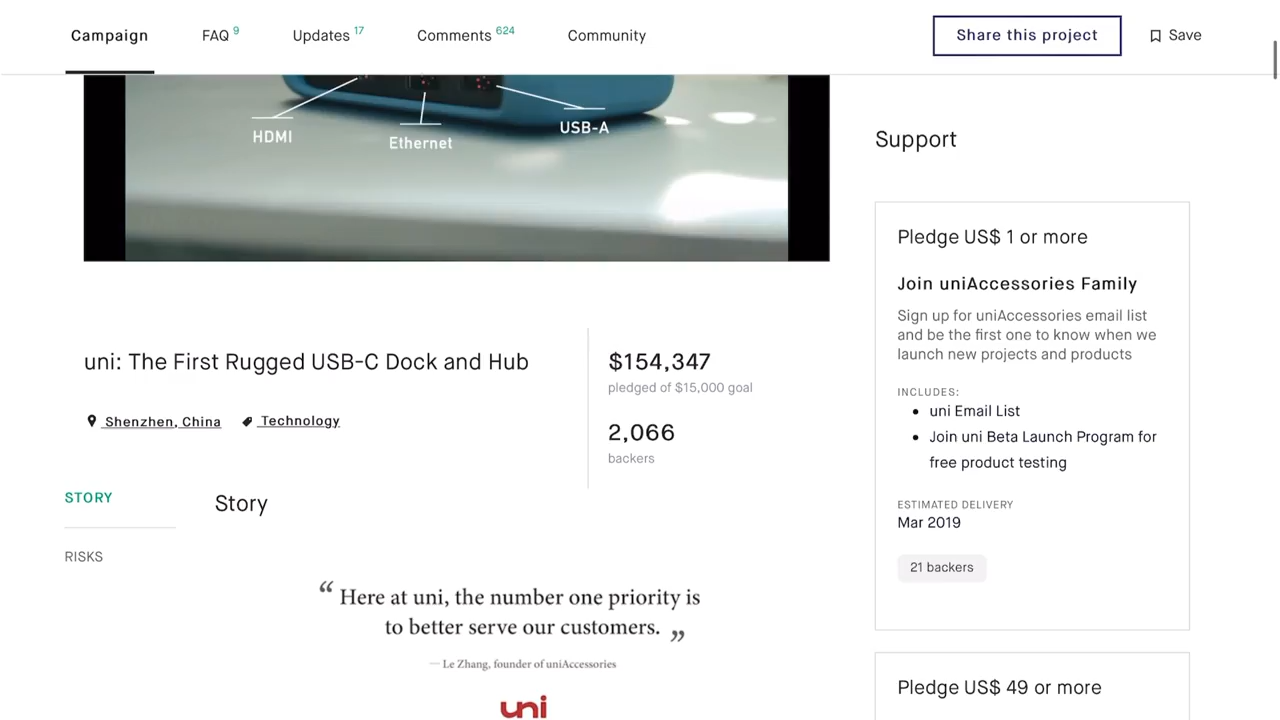 Campaign FAQ 9 Updates 17 Comments 624 Community Share this project Save
HDMI
Ethernet
USB-A
uni: The First Rugged USB-C Dock and Hub
Shenzhen, China Technology
$154,347
pledged of $15,000 goal
2,066
backers
STORY
RISKS
Story
“ Here at uni, the number one priority is
to better serve our customers. ”
— Le Zhang, founder of uniAccessories
uni
Support
Pledge US$ 1 or more
Join uniAccessories Family
Sign up for uniAccessories email list
and be the first one to know when we
launch new projects and products
INCLUDES:
• uni Email List
• Join uni Beta Launch Program for
free product testing
ESTIMATED DELIVERY
Mar 2019
21 backers
Pledge US$ 49 or more